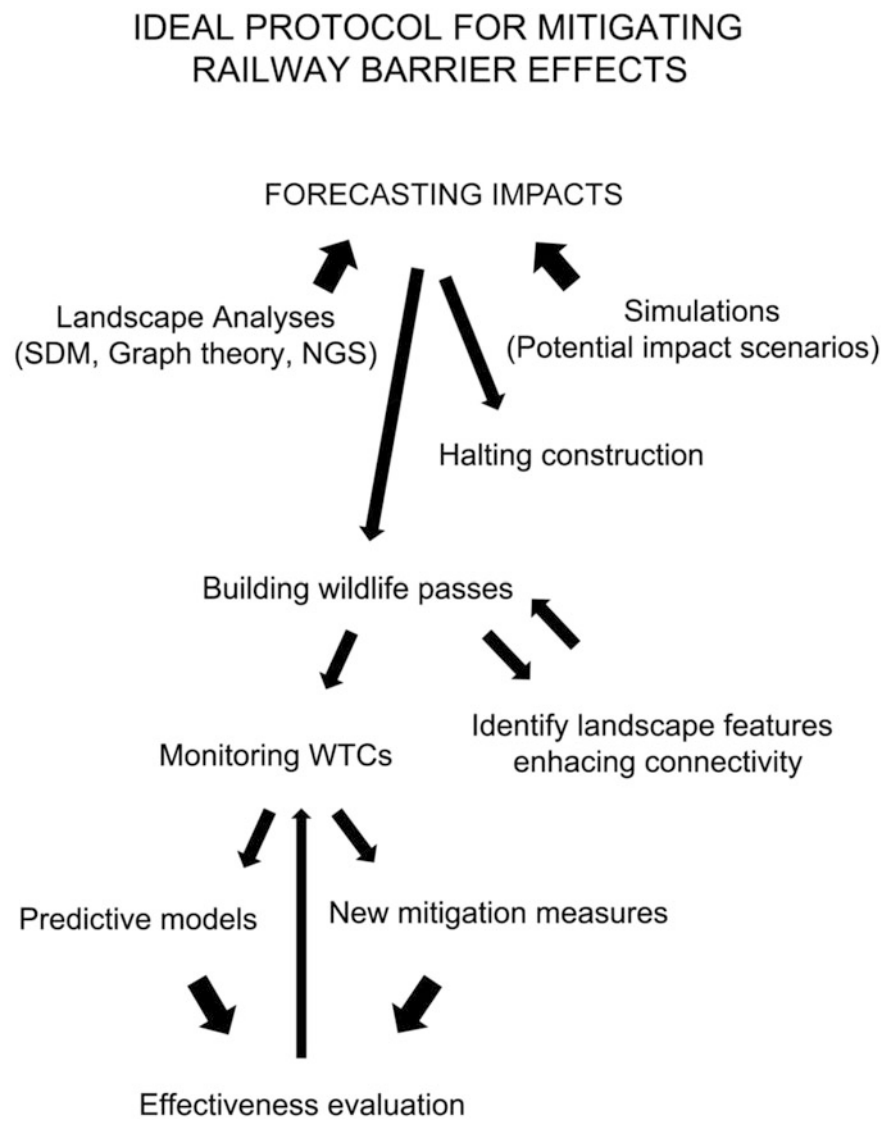 IDEAL PROTOCOL FOR MITIGATING
RAILWAY BARRIER EFFECTS
FORECASTING IMPACTS
Landscape Analyses
(SDM, Graph theory, NGS)
Simulations
(Potential impact scenarios)
Halting construction
Building wildlife passes
Monitoring WTCs
Identify landscape features
enhacing connectivity
Predictive models
New mitigation measures
Effectiveness evaluation